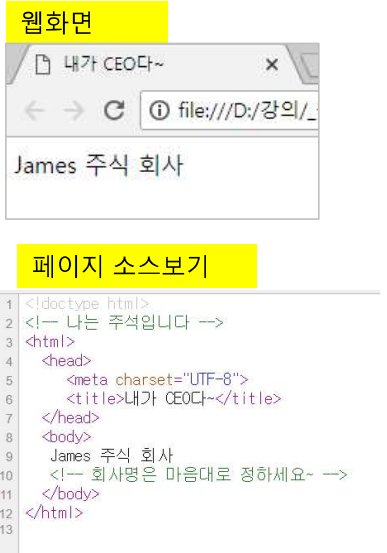 웹화면
내가 CEO다~
file:///D:/강의/_
James 주식 회사
페이지 소스보기
1 <!doctype html>
2 <!-- 나는 주석입니다 -->
3 <html>
4 <head>
5 <meta charset="UTF-8">
6 <title>내가 CEO다~</title>
7 </head>
8 <body>
9 James 주식 회사
10 <!-- 회사명은 마음대로 정하세요~ -->
11 </body>
12 </html>
13